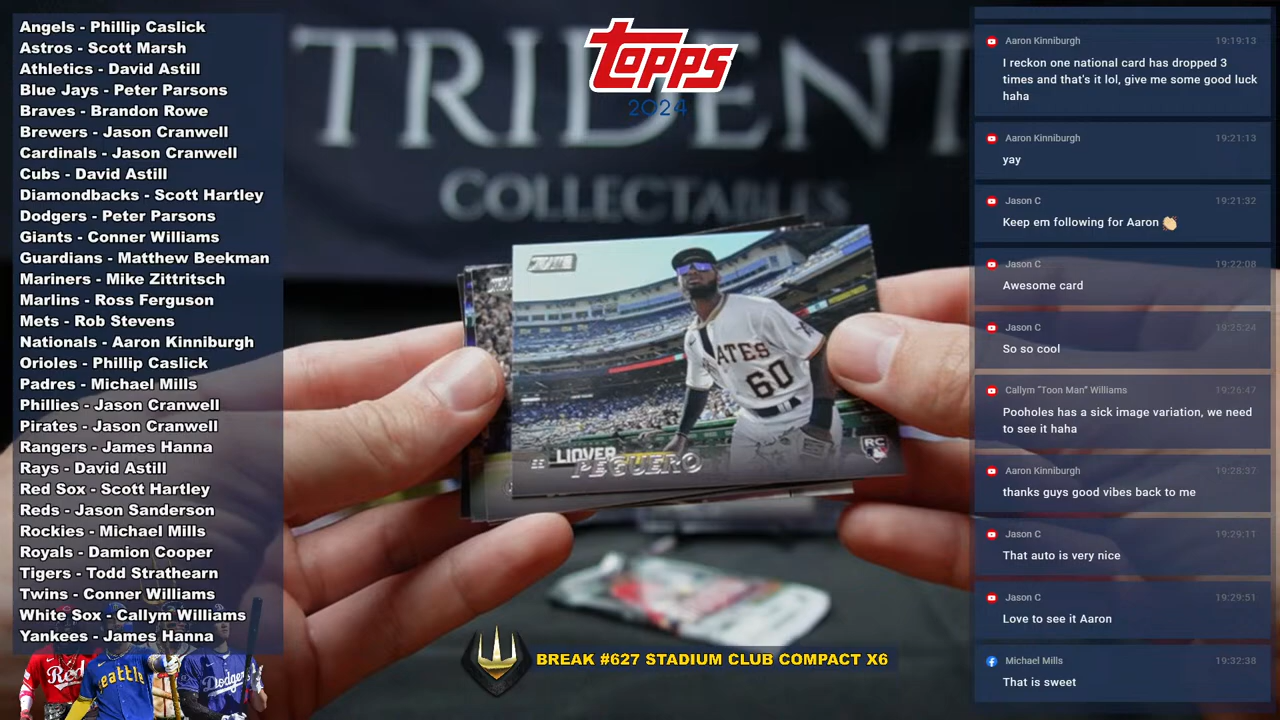 Angels - Phillip Caslick
Astros - Scott Marsh
Athletics - David Astill
Blue Jays - Peter Parsons
Braves - Brandon Rowe
Brewers - Jason Cranwell
Cardinals - Jason Cranwell
Cubs - David Astill
Diamondbacks - Scott Hartley
Dodgers - Peter Parsons
Giants - Conner Williams
Guardians - Matthew Beekman
Mariners - Mike Zittritsch
Marlins - Ross Ferguson
Mets - Rob Stevens
Nationals - Aaron Kinniburgh
Orioles - Phillip Caslick
Padres - Michael Mills
Phillies - Jason Cranwell
Pirates - Jason Cranwell
Rangers - James Hanna
Rays - David Astill
Red Sox - Scott Hartley
Reds - Jason Sanderson
Rockies - Michael Mills
Royals - Damion Cooper
Tigers - Todd Strathearn
Twins - Conner Williams
White Sox - Callym Williams
Yankees - James Hanna
Red
Seattle
Dodgers
TRIDENT
COLLECTABLES
topps
2024
ATES
60
RC
LIOVER
PEGUERO
BREAK #627 STADIUM CLUB COMPACT X6
Aaron Kinniburgh 19:19:13
I reckon one national card has dropped 3
times and that's it lol, give me some good luck
haha
Aaron Kinniburgh 19:21:13
yay
Jason C 19:21:32
Keep em following for Aaron 👏
Jason C 19:22:08
Awesome card
Jason C 19:25:24
So so cool
Callym "Toon Man" Williams 19:26:47
Pooholes has a sick image variation, we need
to see it haha
Aaron Kinniburgh 19:28:37
thanks guys good vibes back to me
Jason C 19:29:11
That auto is very nice
Jason C 19:29:51
Love to see it Aaron
Michael Mills 19:32:38
That is sweet